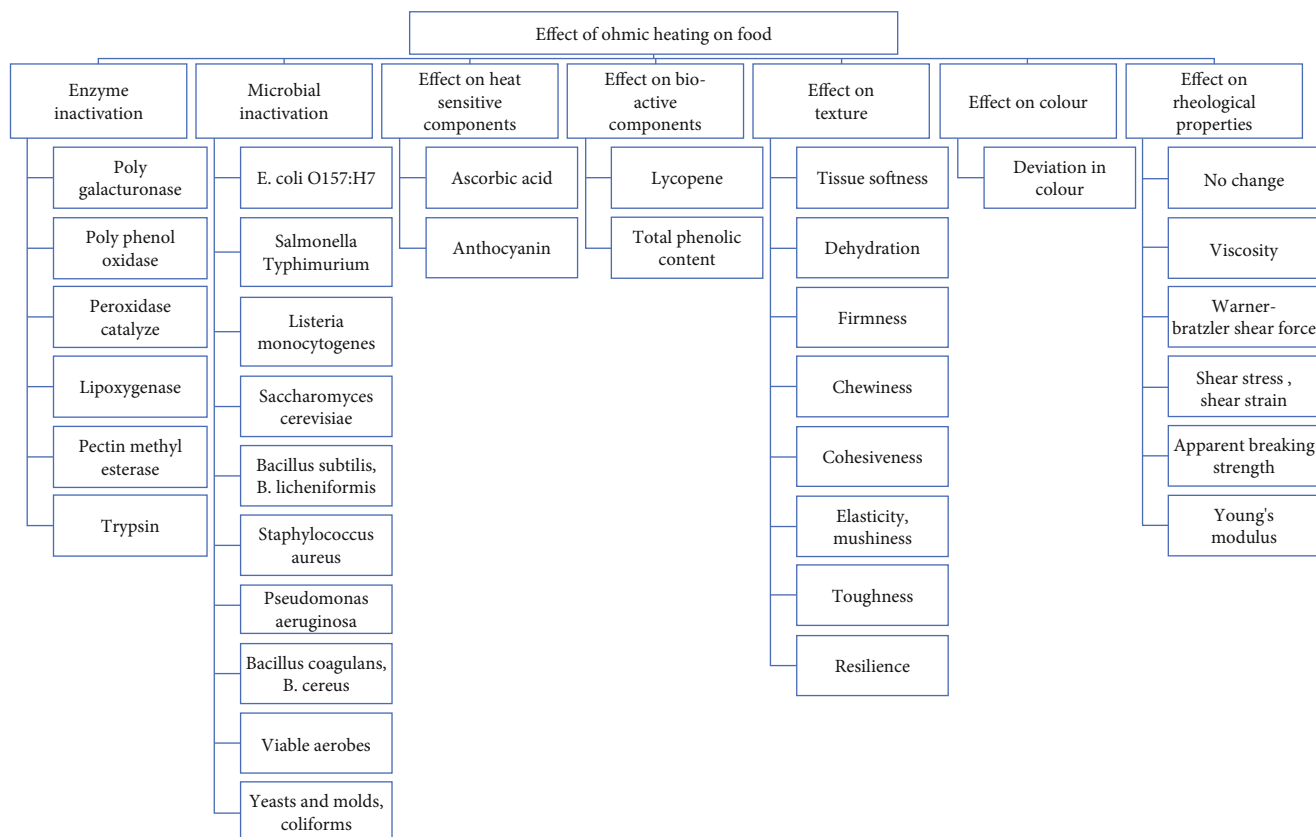 Effect of ohmic heating on food
Enzyme
inactivation
Microbial
inactivation
Effect on heat
sensitive
components
Effect on bio-
active
components
Effect on
texture
Effect on colour
Effect on
rheological
properties
Poly
galacturonase
Poly phenol
oxidase
Peroxidase
catalyze
Lipoxygenase
Pectin methyl
esterase
Trypsin
E. coli O157:H7
Salmonella
Typhimurium
Listeria
monocytogenes
Saccharomyces
cerevisiae
Bacillus subtilis,
B. licheniformis
Staphylococcus
aureus
Pseudomonas
aeruginosa
Bacillus coagulans,
B. cereus
Viable aerobes
Yeasts and molds,
coliforms
Ascorbic acid
Anthocyanin
Lycopene
Total phenolic
content
Tissue softness
Dehydration
Firmness
Chewiness
Cohesiveness
Elasticity,
mushiness
Toughness
Resilience
Deviation in
colour
No change
Viscosity
Warner-
bratzler shear force
Shear stress ,
shear strain
Apparent breaking
strength
Young's
modulus